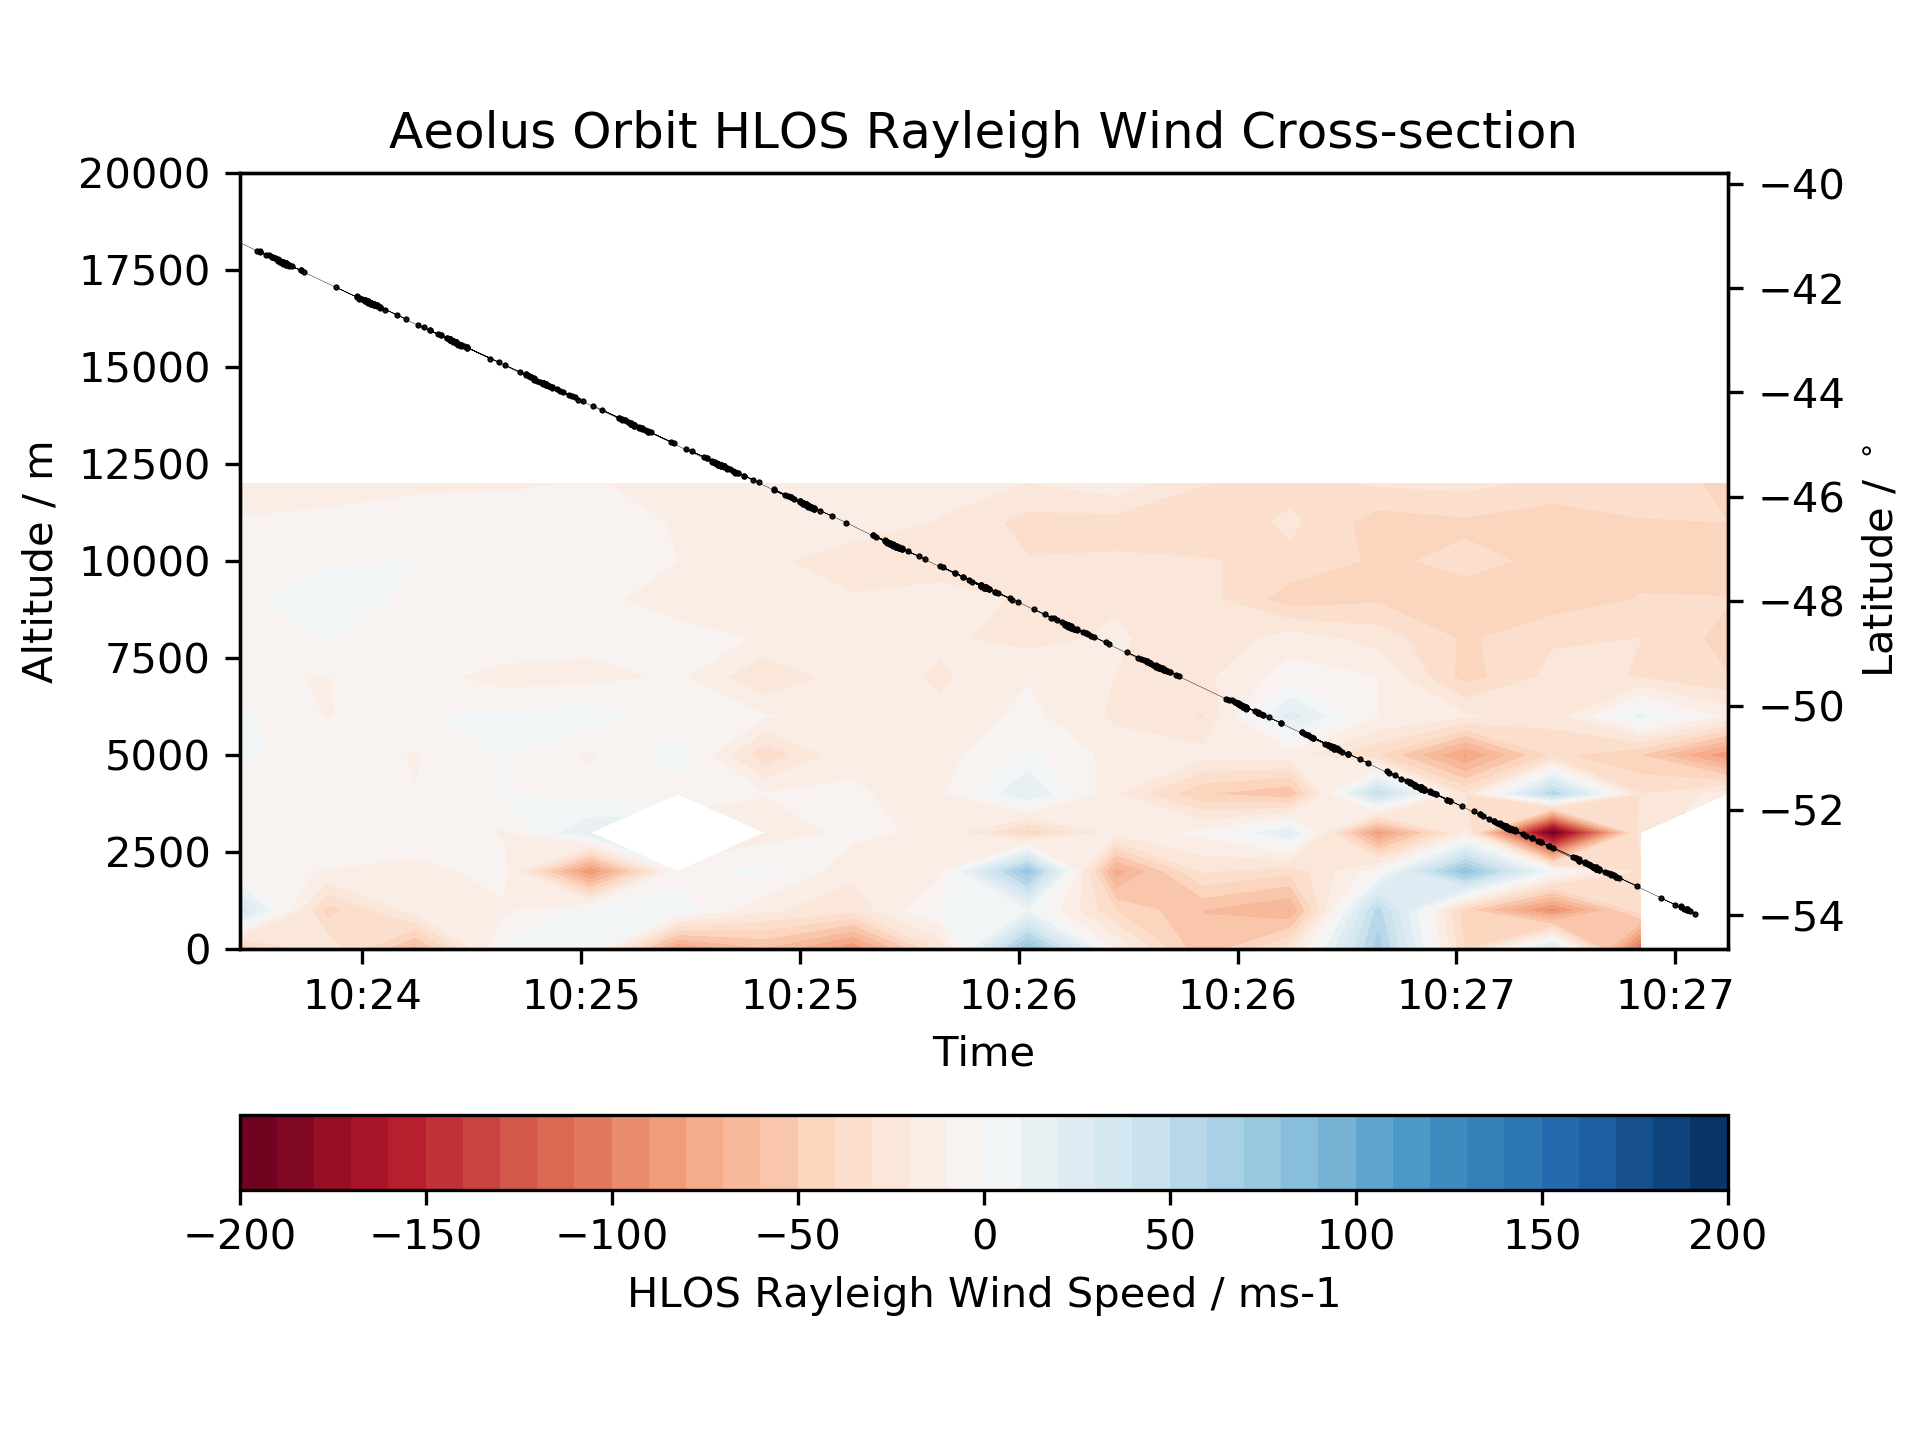 Aeolus Orbit HLOS Rayleigh Wind Cross-section
20000
17500
15000
12500
10000
7500
5000
2500
0
Altitude / m
−40
−42
−44
−46
−48
−50
−52
−54
Latitude / °
10:24 10:25 10:25 10:26 10:26 10:27 10:27
Time
−200 −150 −100 −50 0 50 100 150 200
HLOS Rayleigh Wind Speed / ms-1